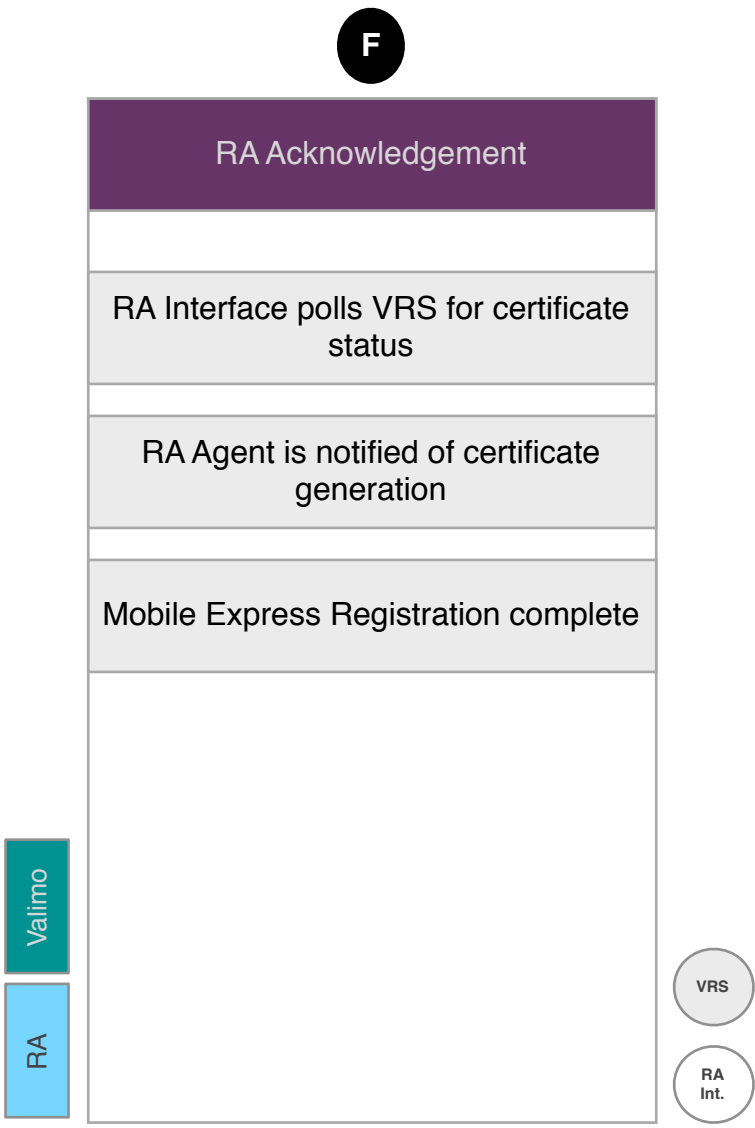 F
RA Acknowledgement
RA Interface polls VRS for certificate
status
RA Agent is notified of certificate
generation
Mobile Express Registration complete
Valimo
RA
VRS
RA
Int.